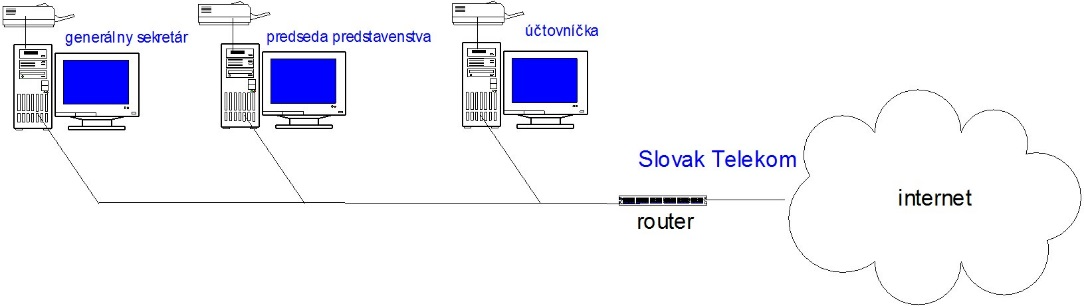 generálny sekretár
predseda predstavenstva
účtovníčka
Slovak Telekom
internet
router